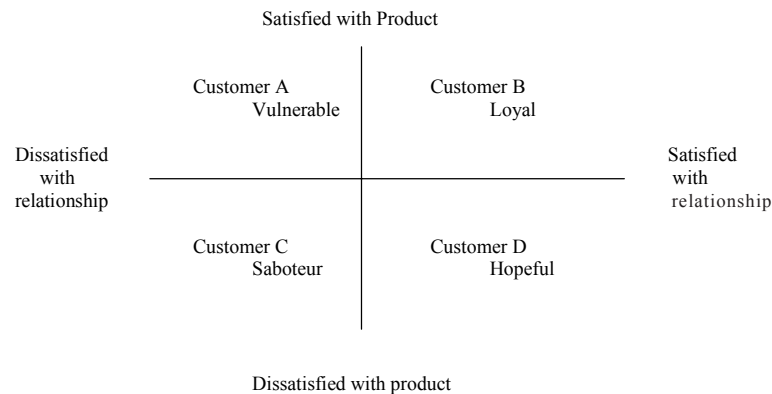 Satisfied with Product
Customer A
Vulnerable
Customer B
Loyal
Dissatisfied
with
relationship
Satisfied
with
relationship
Customer C
Saboteur
Customer D
Hopeful
Dissatisfied with product